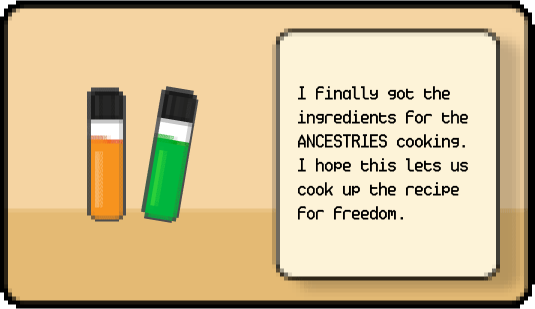 I finally got the
ingredients for the
ANCESTRIES cooking.
I hope this lets us
cook up the recipe
for freedom.